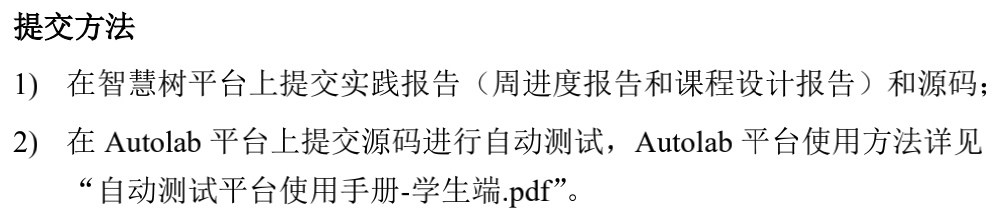 提交方法
1) 在智慧树平台上提交实践报告（周进度报告和课程设计报告）和源码；
2) 在 Autolab 平台上提交源码进行自动测试，Autolab 平台使用方法详见
“自动测试平台使用手册-学生端.pdf”。